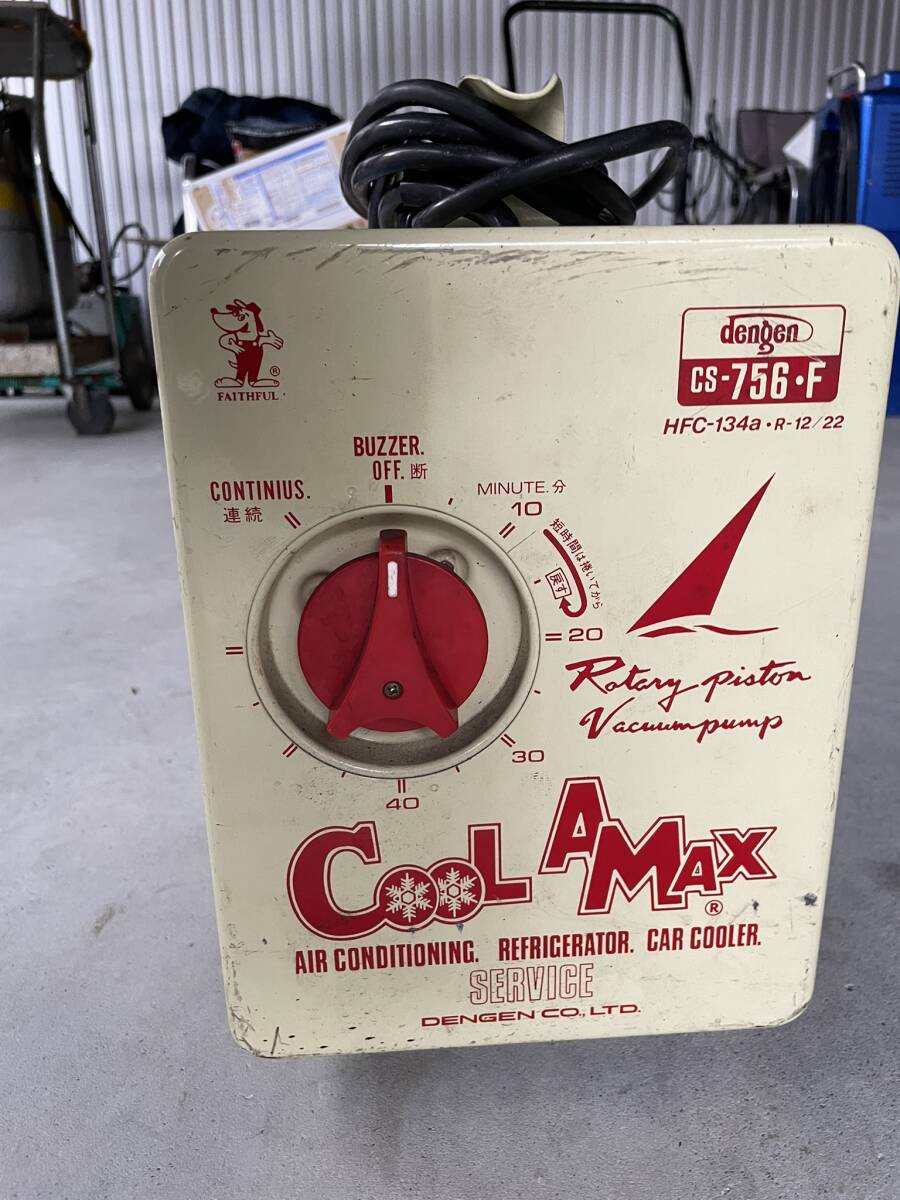 FAITHFUL
®
dengen
CS-756・F
HFC-134a・R-12/22
BUZZER.
OFF. 断
CONTINIUS.
連続
MINUTE. 分
10
短時間は捲いてから
戻す
20
30
40
Rotary piston
Vacuumpump
COOL AMAX
®
AIR CONDITIONING. REFRIGERATOR. CAR COOLER.
SERVICE
DENGEN CO., LTD.